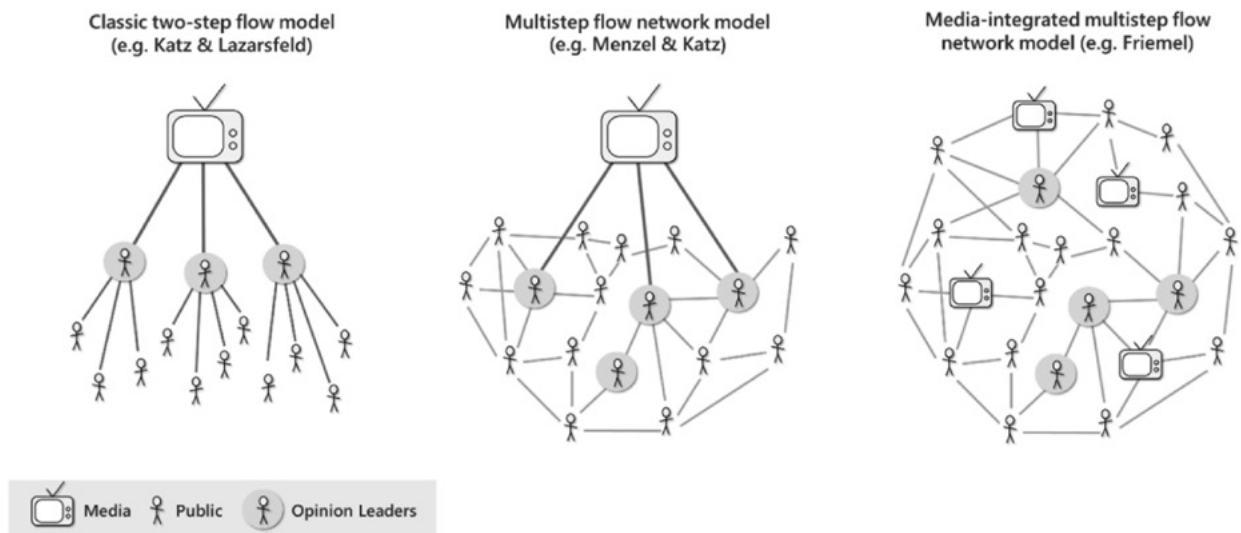 Classic two-step flow model
(e.g. Katz & Lazarsfeld)
Multistep flow network model
(e.g. Menzel & Katz)
Media-integrated multistep flow
network model (e.g. Friemel)
Media
Public
Opinion Leaders